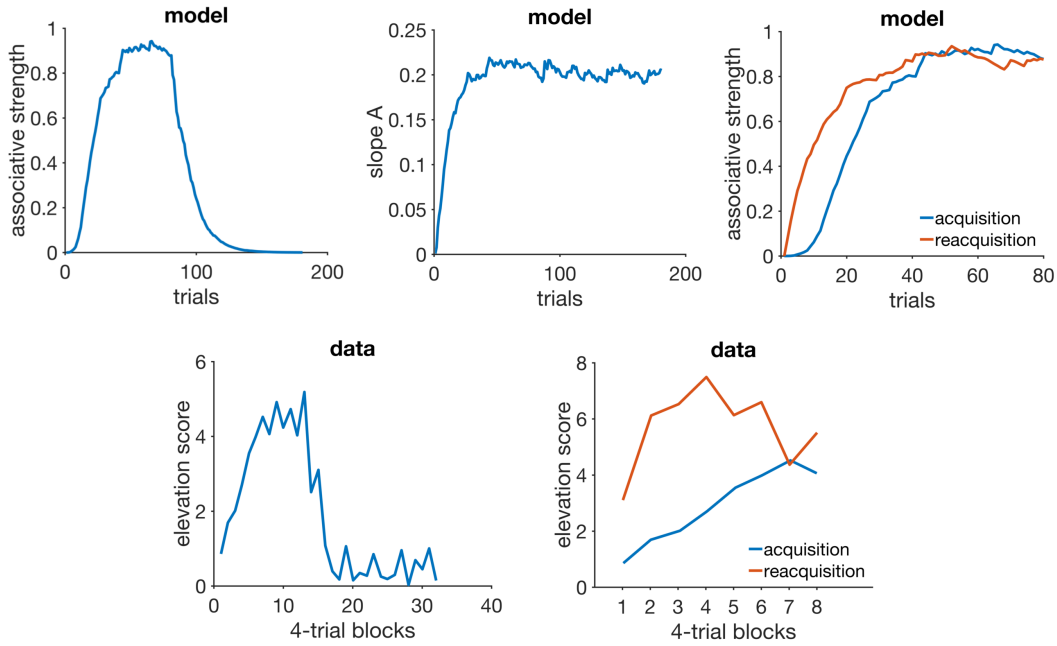 model
associative strength
1
0.8
0.6
0.4
0.2
0
0
100
200
trials
model
slope A
0.25
0.2
0.15
0.1
0.05
0
0
100
200
trials
model
associative strength
1
0.8
0.6
0.4
0.2
0
0
20
40
60
80
trials
acquisition
reacquisition
data
elevation score
6
4
2
0
0
10
20
30
40
4-trial blocks
data
elevation score
8
6
4
2
0
1
2
3
4
5
6
7
8
4-trial blocks
acquisition
reacquisition